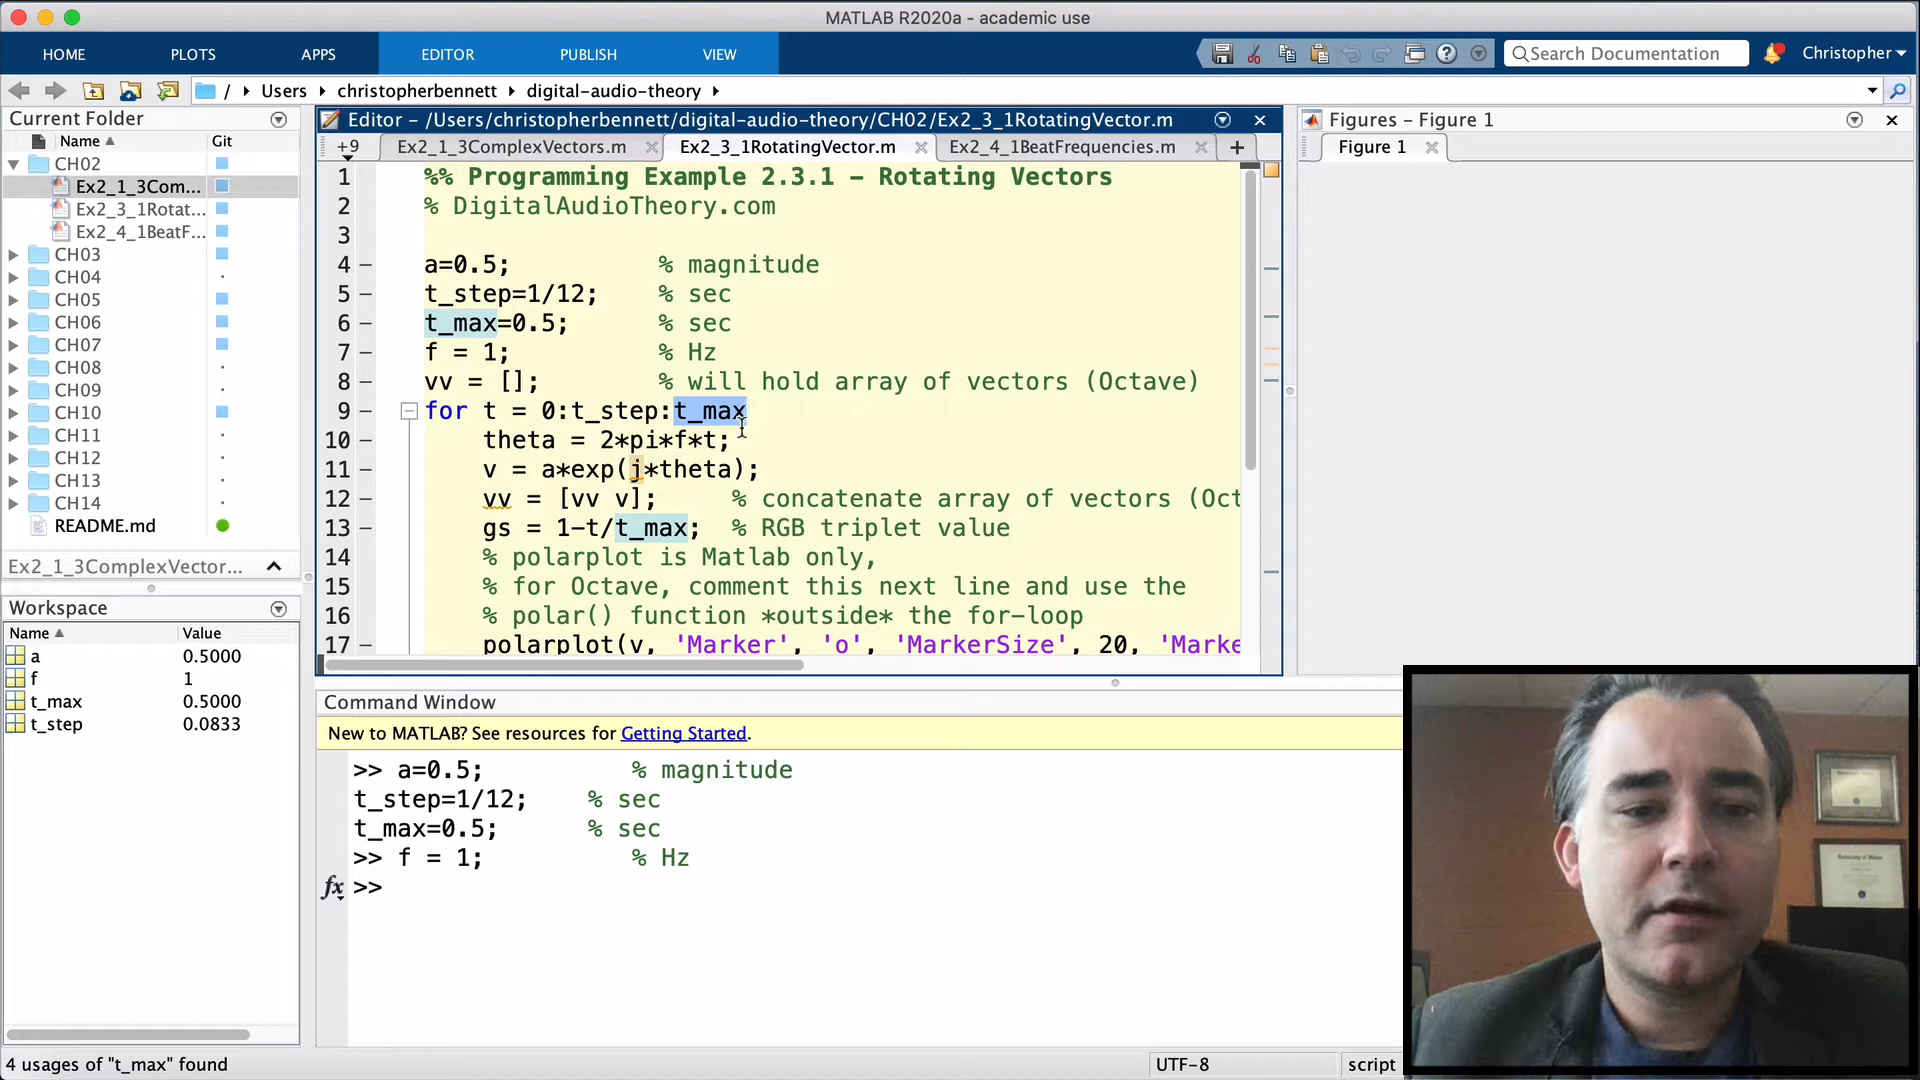 MATLAB R2020a - academic use
HOME PLOTS APPS EDITOR PUBLISH VIEW
Search Documentation
Christopher
/ Users christopherbennett digital-audio-theory
Current Folder
Name Git
CH02
Ex2_1_3Com...
Ex2_3_1Rotat...
Ex2_4_1BeatF...
CH03
CH04
CH05
CH06
CH07
CH08
CH09
CH10
CH11
CH12
CH13
CH14
README.md
Ex2_1_3ComplexVector...
Workspace
Name Value
a 0.5000
f 1
t_max 0.5000
t_step 0.0833
4 usages of "t_max" found
Editor - /Users/christopherbennett/digital-audio-theory/CH02/Ex2_3_1RotatingVector.m
+9 Ex2_1_3ComplexVectors.m Ex2_3_1RotatingVector.m Ex2_4_1BeatFrequencies.m
1 %% Programming Example 2.3.1 - Rotating Vectors
2 % DigitalAudioTheory.com
3
4 a=0.5; % magnitude
5 t_step=1/12; % sec
6 t_max=0.5; % sec
7 f = 1; % Hz
8 vv = []; % will hold array of vectors (Octave)
9 for t = 0:t_step:t_max
10 theta = 2*pi*f*t;
11 v = a*exp(j*theta);
12 vv = [vv v]; % concatenate array of vectors (Oct
13 gs = 1-t/t_max; % RGB triplet value
14 % polarplot is Matlab only,
15 % for Octave, comment this next line and use the
16 % polar() function *outside* the for-loop
17 polarplot(v, 'Marker', 'o', 'MarkerSize', 20, 'Marke
Figures - Figure 1
Figure 1
Command Window
New to MATLAB? See resources for Getting Started.
>> a=0.5; % magnitude
t_step=1/12; % sec
t_max=0.5; % sec
>> f = 1; % Hz
fx >>
UTF-8 script